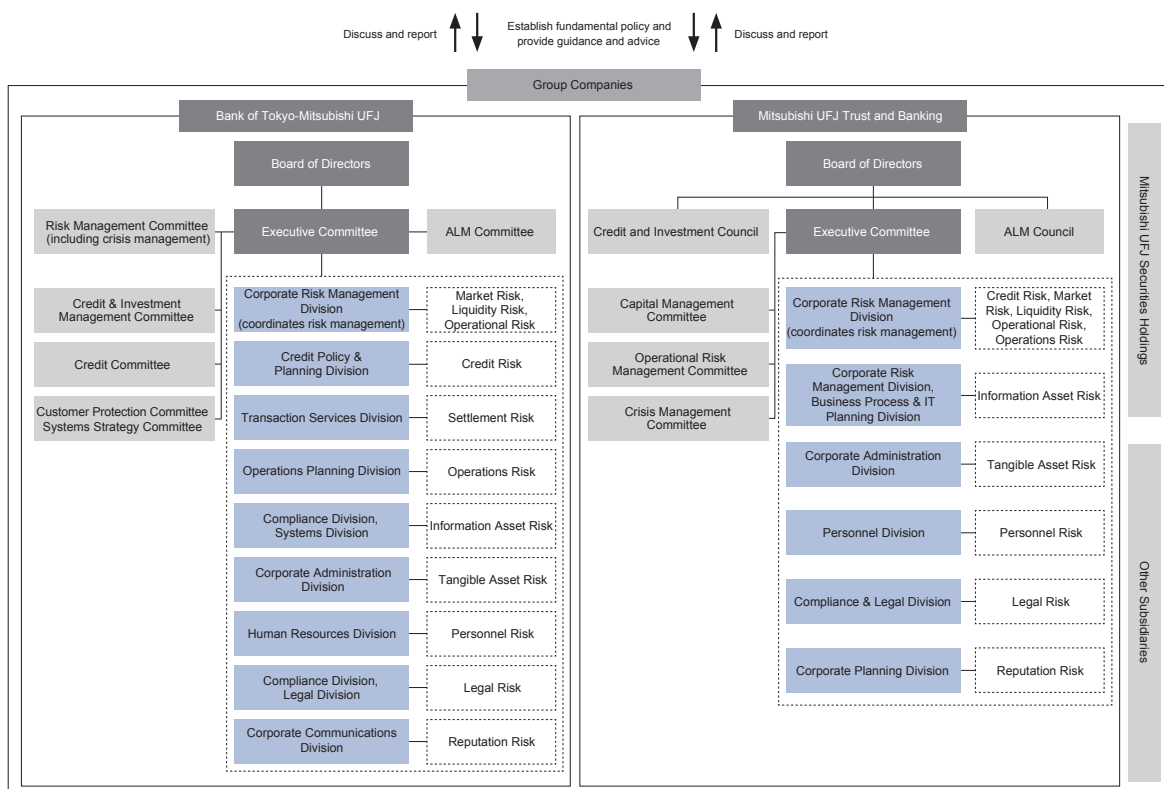 Discuss and report
Establish fundamental policy and
provide guidance and advice
Discuss and report
Group Companies
Bank of Tokyo-Mitsubishi UFJ
Board of Directors
Risk Management Committee
(including crisis management)
Executive Committee
ALM Committee
Credit & Investment
Management Committee
Credit Committee
Customer Protection Committee
Systems Strategy Committee
Corporate Risk Management
Division
(coordinates risk management)
Market Risk,
Liquidity Risk,
Operational Risk
Credit Policy &
Planning Division
Credit Risk
Transaction Services Division
Settlement Risk
Operations Planning Division
Operations Risk
Compliance Division,
Systems Division
Information Asset Risk
Corporate Administration
Division
Tangible Asset Risk
Human Resources Division
Personnel Risk
Compliance Division,
Legal Division
Legal Risk
Corporate Communications
Division
Reputation Risk
Mitsubishi UFJ Trust and Banking
Board of Directors
Credit and Investment Council
Executive Committee
ALM Council
Capital Management
Committee
Operational Risk
Management Committee
Crisis Management
Committee
Corporate Risk Management
Division
(coordinates risk management)
Credit Risk, Market
Risk, Liquidity Risk,
Operational Risk,
Operations Risk
Corporate Risk
Management Division,
Business Process & IT
Planning Division
Information Asset Risk
Corporate Administration
Division
Tangible Asset Risk
Personnel Division
Personnel Risk
Compliance & Legal Division
Legal Risk
Corporate Planning Division
Reputation Risk
Mitsubishi UFJ Securities Holdings
Other Subsidiaries